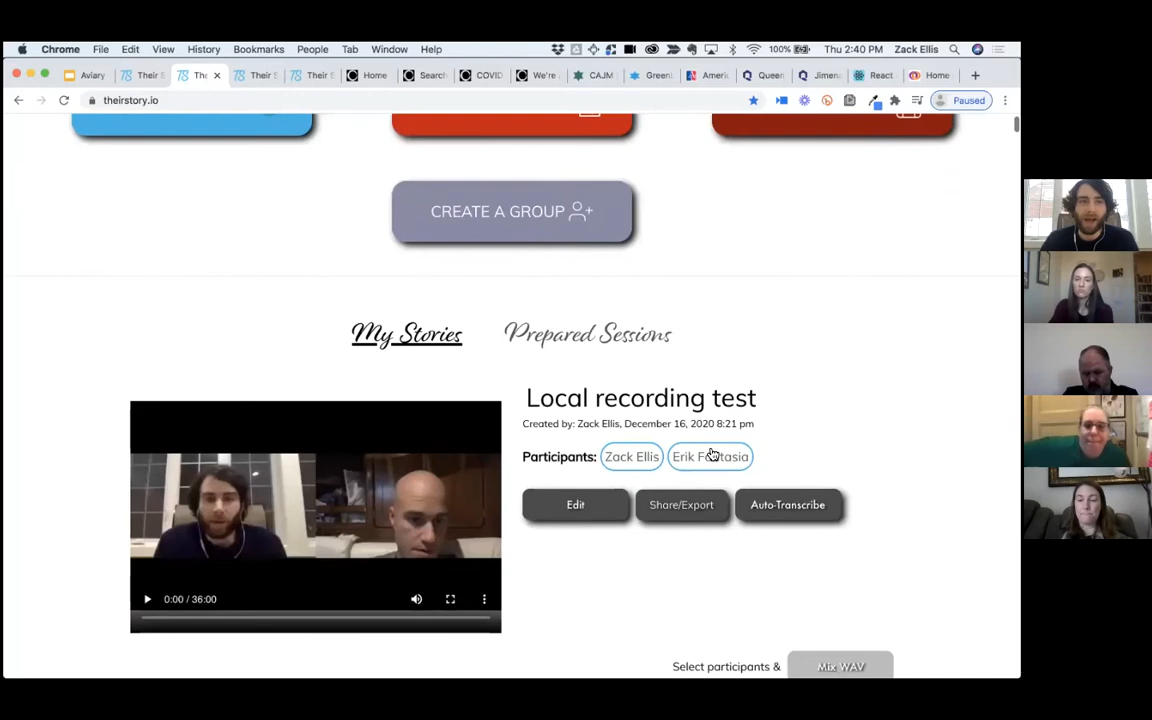 Chrome File Edit View History Bookmarks People Tab Window Help 100% Thu 2:40 PM Zack Ellis
Aviary Their S The Their S Their S Home Search COVID We're CAJM Green Ameri Queen Jimena React Home
theirstory.io Paused
CREATE A GROUP
My Stories Prepared Sessions
Local recording test
Created by: Zack Ellis, December 16, 2020 8:21 pm
Participants: Zack Ellis Erik
Edit Share/Export Auto-Transcribe
0:00 / 36:00
Select participants & Mix WAV